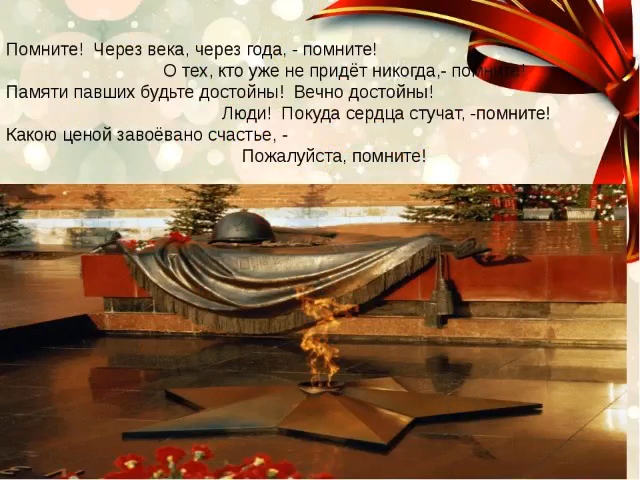 Помните!  Через века, через года, - помните!
О тех, кто уже не придёт никогда,- помните!
Памяти павших будьте достойны!  Вечно достойны!
Люди!  Покуда сердца стучат, -помните!
Какою ценой завоёвано счастье, -
Пожалуйста, помните!